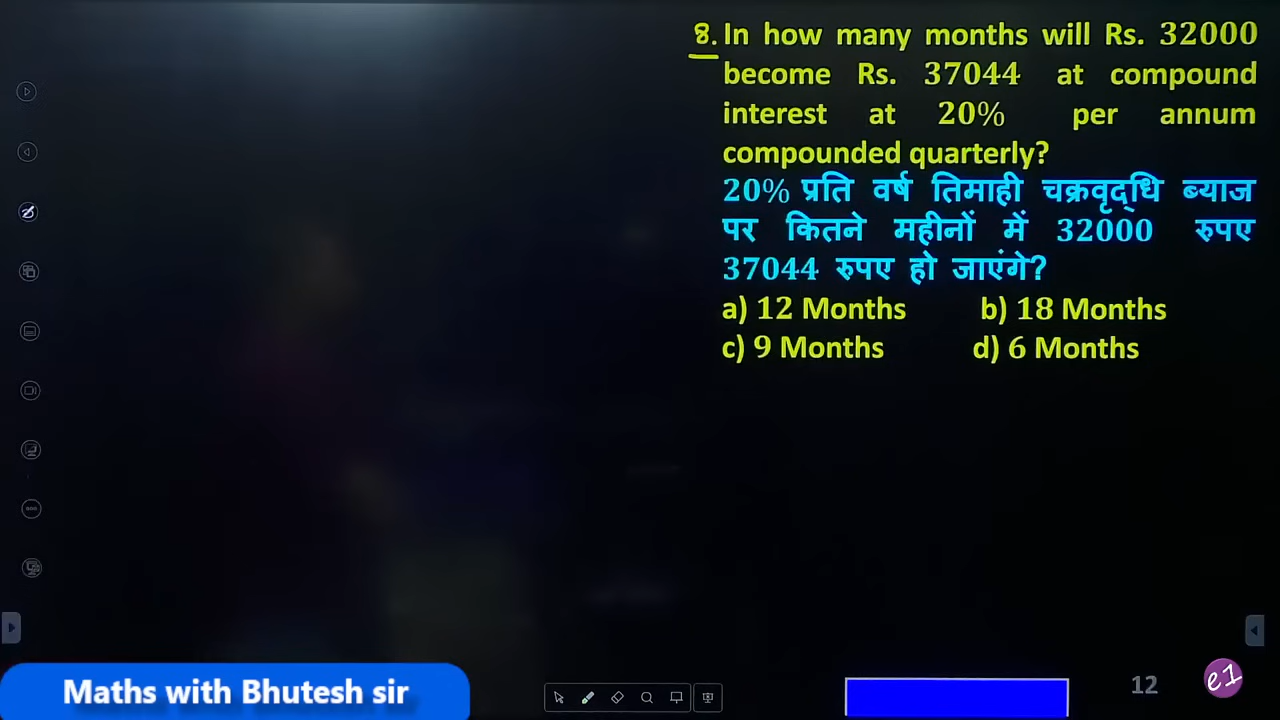 8. In how many months will Rs. 32000
become Rs. 37044 at compound
interest at 20% per annum
compounded quarterly?
20% प्रति वर्ष तिमाही चक्रवृद्धि ब्याज
पर कितने महीनों में 32000 रुपए
37044 रुपए हो जाएंगे?
a) 12 Months b) 18 Months
c) 9 Months d) 6 Months
Maths with Bhutesh sir
12
e1